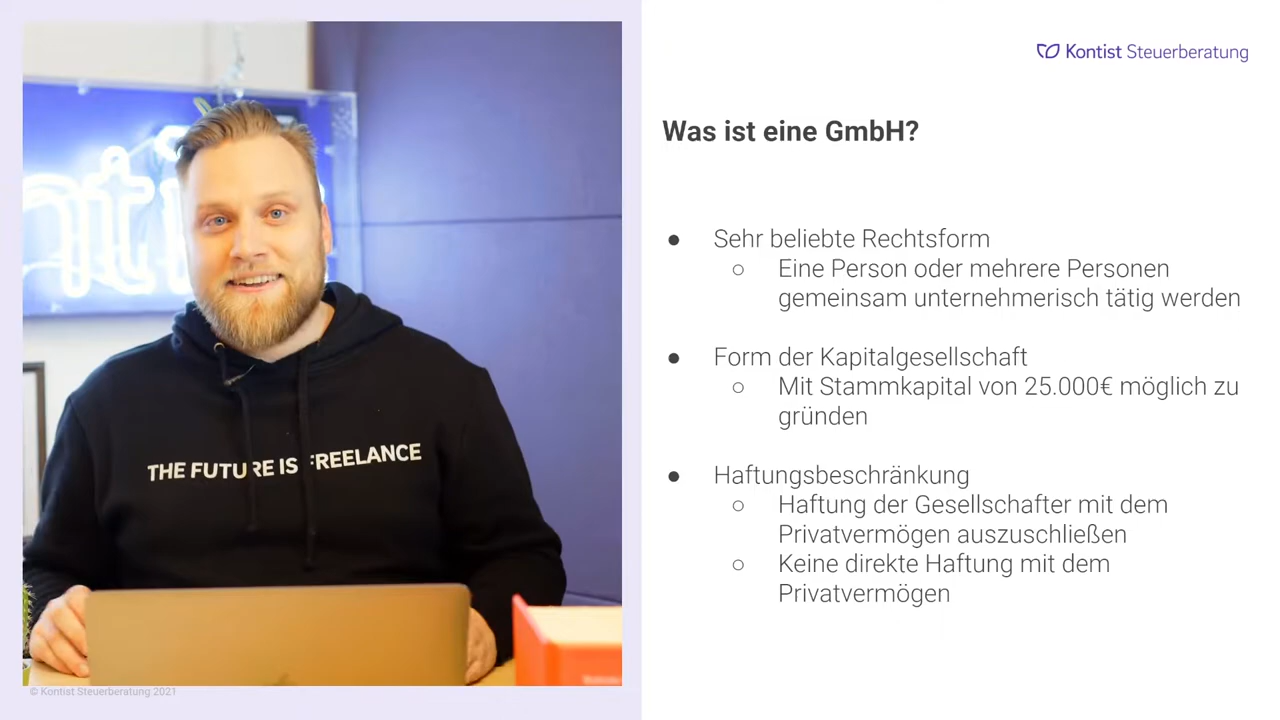 Kontist Steuerberatung
Was ist eine GmbH?
● Sehr beliebte Rechtsform
○ Eine Person oder mehrere Personen
gemeinsam unternehmerisch tätig werden
● Form der Kapitalgesellschaft
○ Mit Stammkapital von 25.000€ möglich zu
gründen
● Haftungsbeschränkung
○ Haftung der Gesellschafter mit dem
Privatvermögen auszuschließen
○ Keine direkte Haftung mit dem
Privatvermögen
THE FUTURE IS FREELANCE
© Kontist Steuerberatung 2021